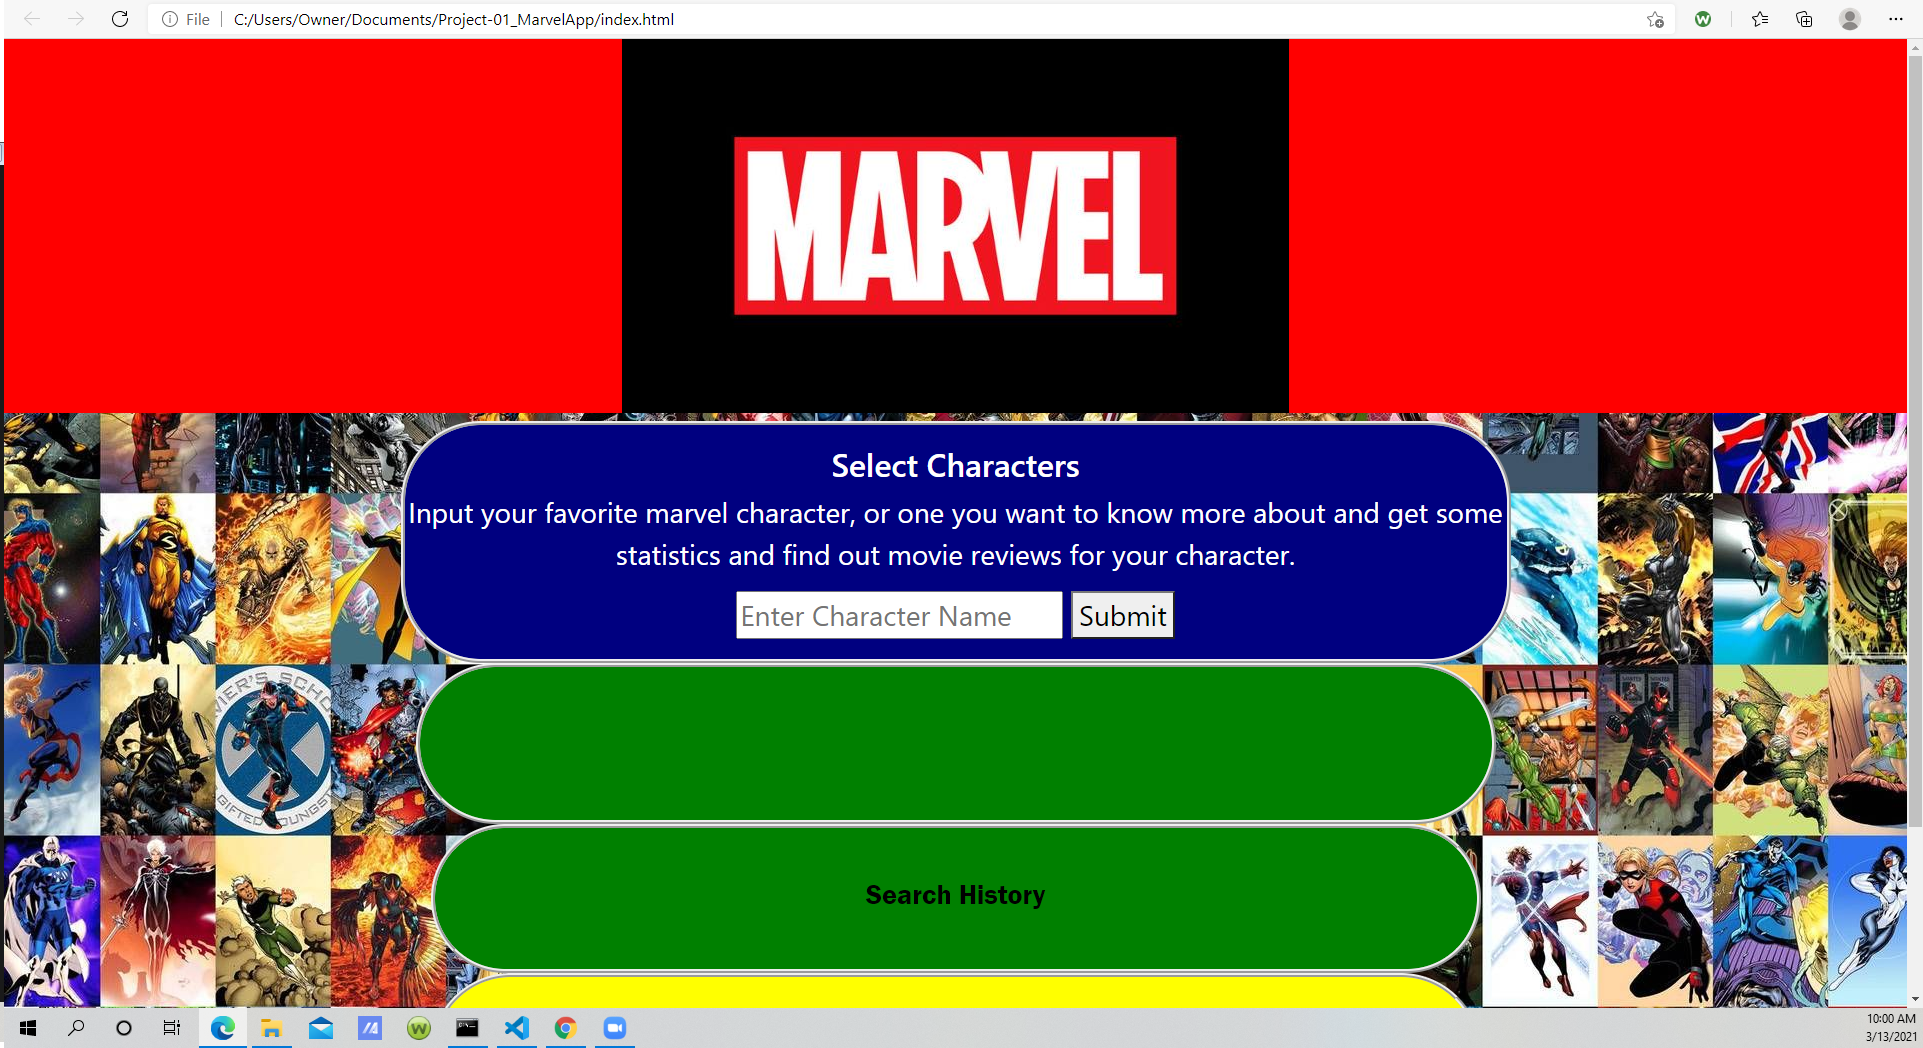 File
C:/Users/Owner/Documents/Project-01_MarvelApp/index.html
MARVEL
Select Characters
Input your favorite marvel character, or one you want to know more about and get some
statistics and find out movie reviews for your character.
Enter Character Name
Submit
Search History
10:00 AM
3/13/2021